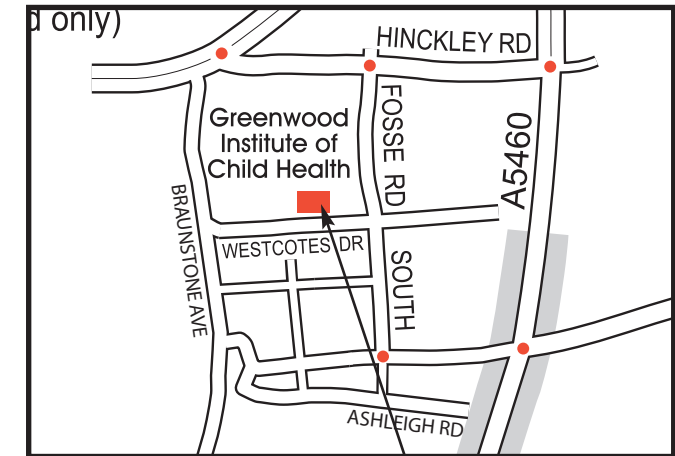 d only)
HINCKLEY RD
FOSSE RD
Greenwood
Institute of
Child Health
A5460
BRAUNSTONE AVE
WESTCOTES DR
SOUTH
ASHLEIGH RD